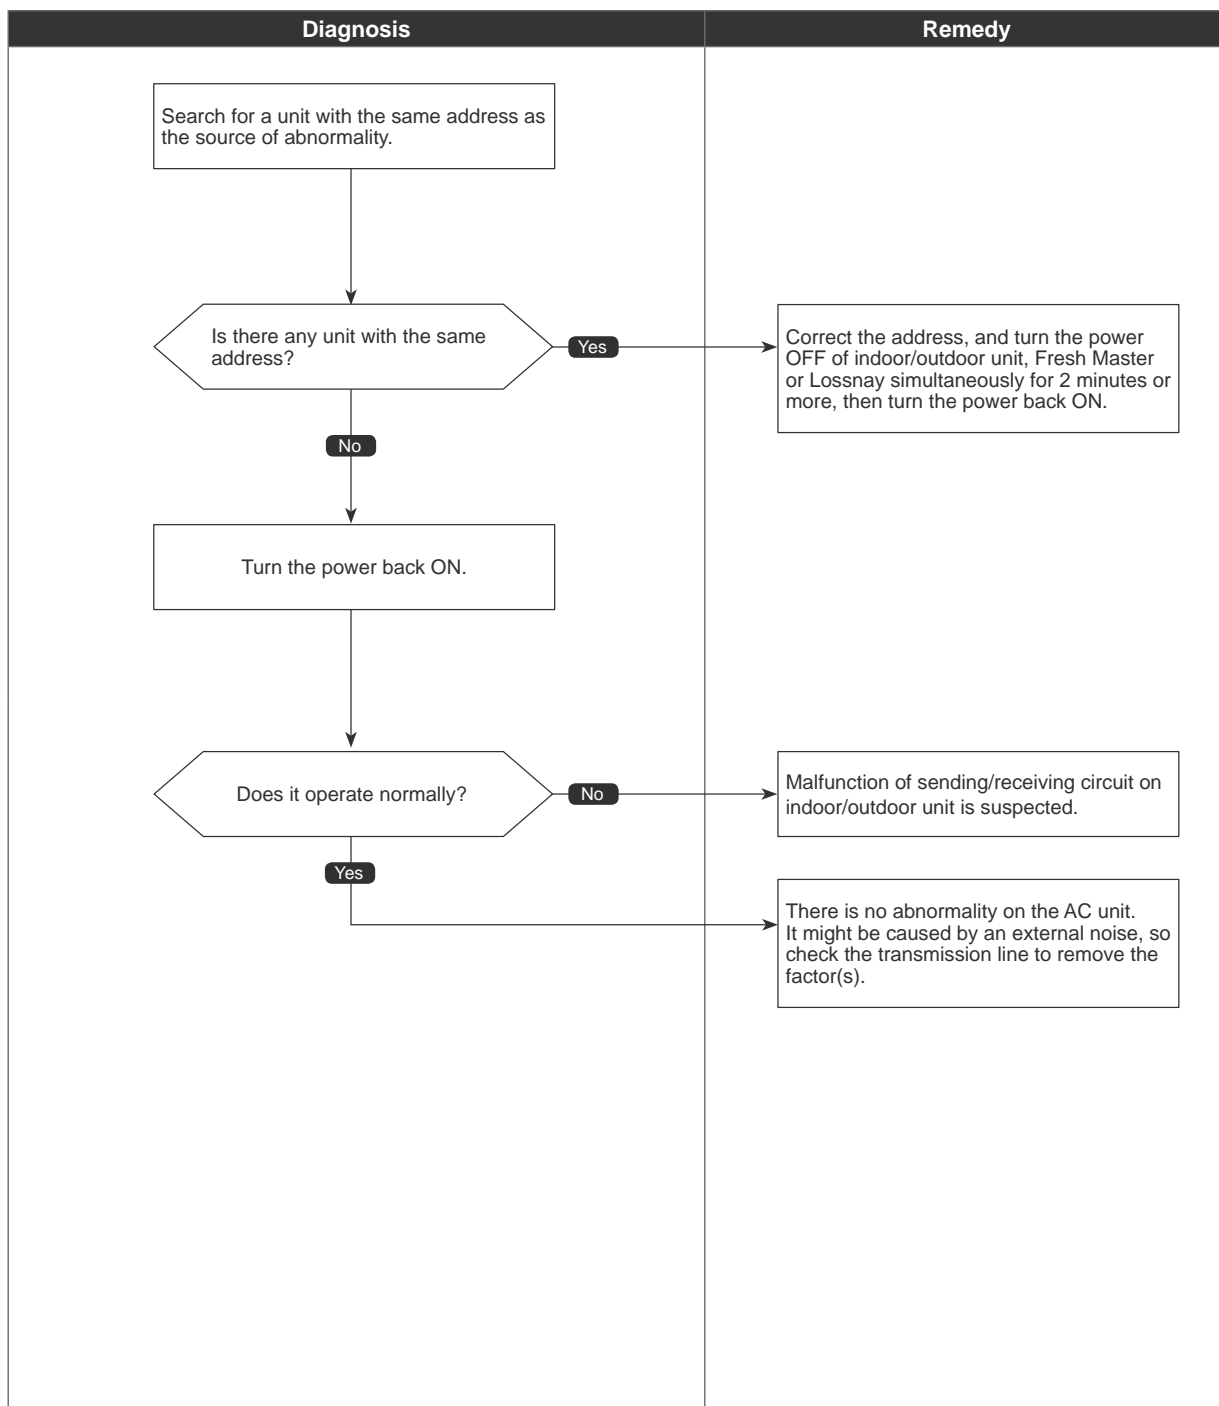 Diagnosis
Remedy
Search for a unit with the same address as
the source of abnormality.
Is there any unit with the same
address?
Yes
Correct the address, and turn the power
OFF of indoor/outdoor unit, Fresh Master
or Lossnay simultaneously for 2 minutes or
more, then turn the power back ON.
No
Turn the power back ON.
Does it operate normally?
No
Malfunction of sending/receiving circuit on
indoor/outdoor unit is suspected.
Yes
There is no abnormality on the AC unit.
It might be caused by an external noise, so
check the transmission line to remove the
factor(s).